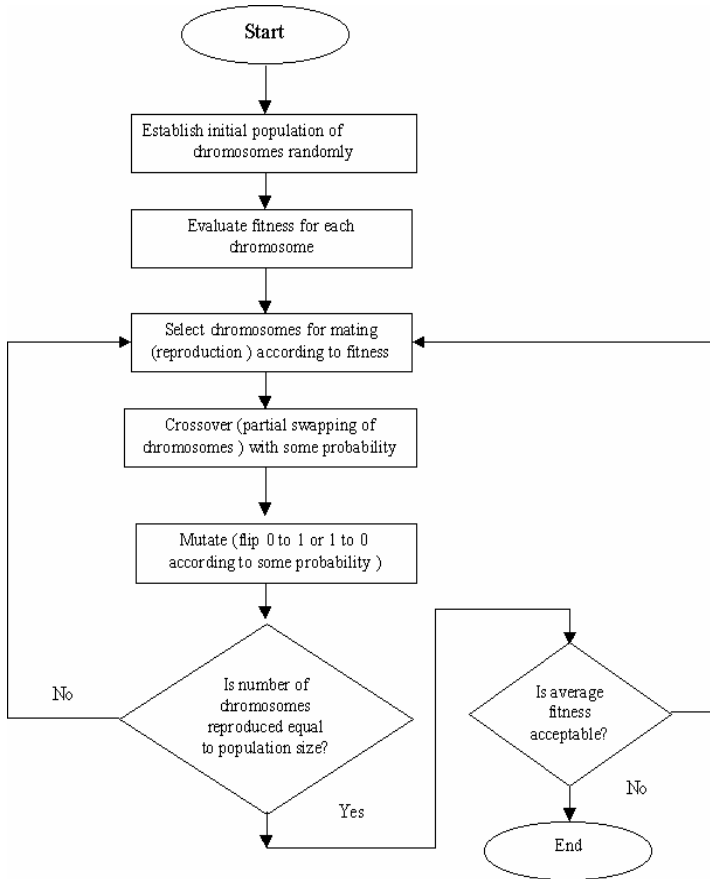 Start
Establish initial population of
chromosomes randomly
Evaluate fitness for each
chromosome
Select chromosomes for mating
(reproduction ) according to fitness
Crossover (partial swapping of
chromosomes ) with some probability
Mutate (flip 0 to 1 or 1 to 0
according to some probability )
Is number of
chromosomes
reproduced equal
to population size?
No
Yes
Is average
fitness
acceptable?
No
End